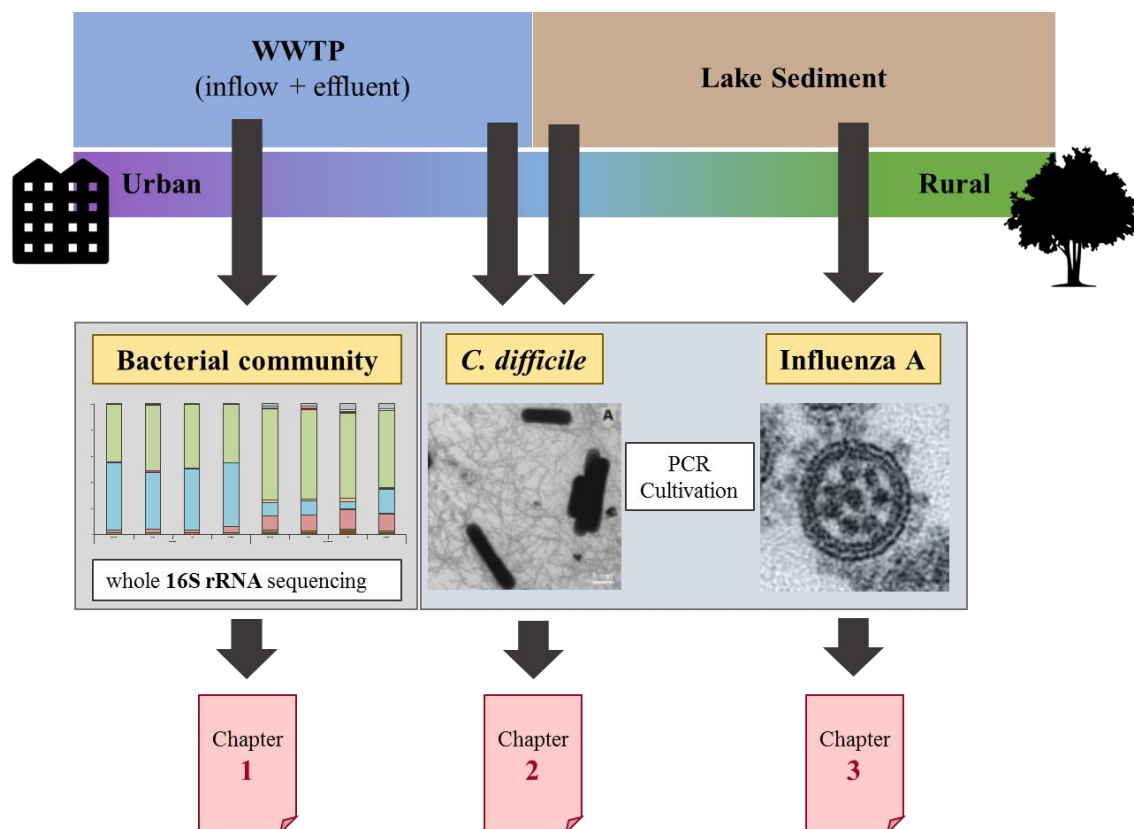 WWTP
(inflow + effluent)
Lake Sediment
Urban
Rural
Bacterial community
C. difficile
Influenza A
A
PCR
Cultivation
whole 16S rRNA sequencing
Chapter
1
Chapter
2
Chapter
3